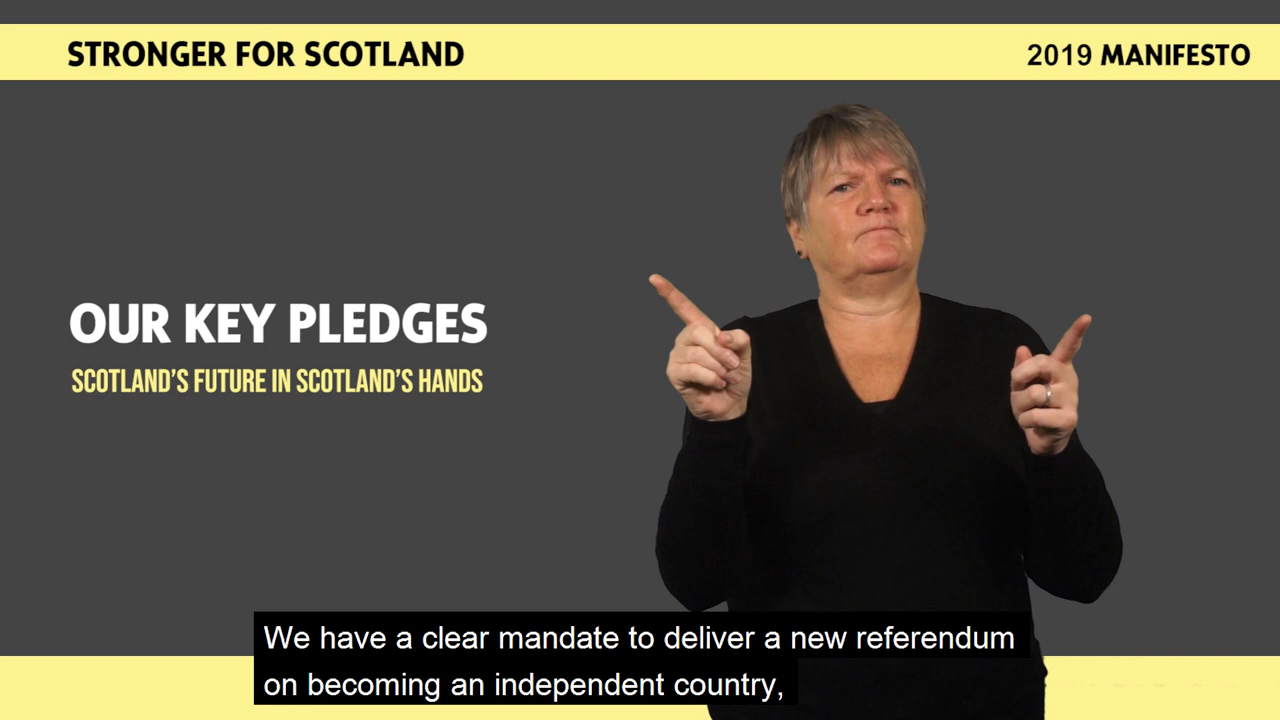 STRONGER FOR SCOTLAND
2019 MANIFESTO
OUR KEY PLEDGES
SCOTLAND'S FUTURE IN SCOTLAND'S HANDS
We have a clear mandate to deliver a new referendum
on becoming an independent country,